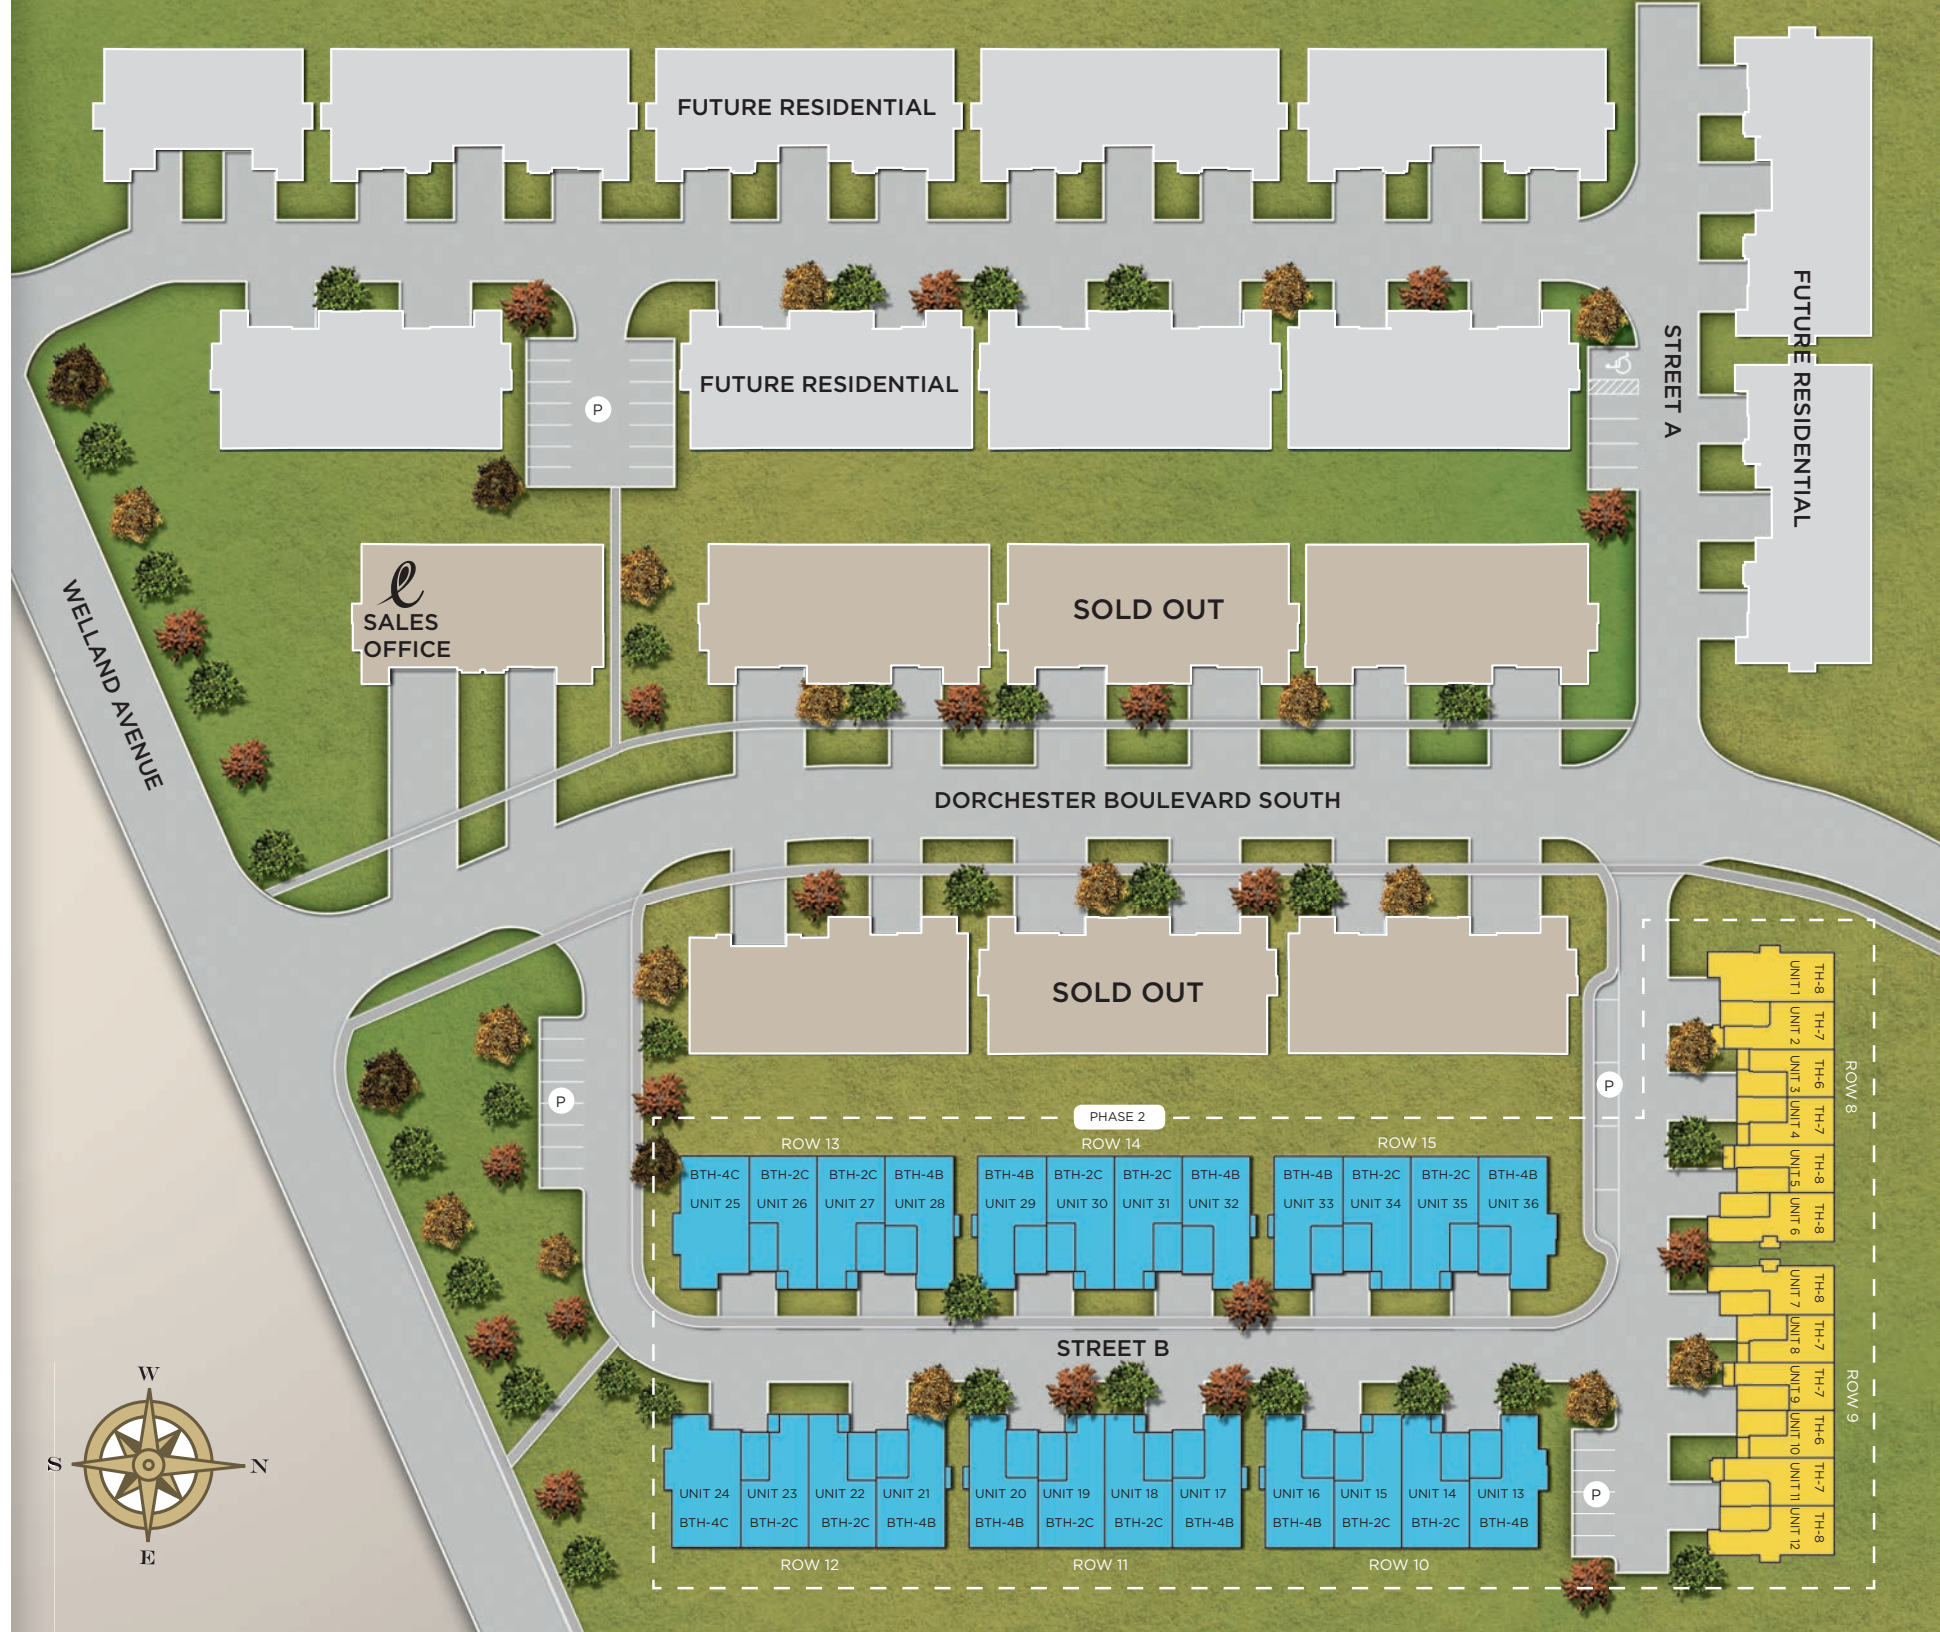 FUTURE RESIDENTIAL
FUTURE RESIDENTIAL
P
STREET A
FUTURE RESIDENTIAL
SALES
OFFICE
SOLD OUT
WELLAND AVENUE
DORCHESTER BOULEVARD SOUTH
SOLD OUT
P
P
PHASE 2
ROW 13
ROW 14
ROW 15
BTH-4C
BTH-2C
BTH-2C
BTH-4B
BTH-4B
BTH-2C
BTH-2C
BTH-4B
BTH-4B
BTH-2C
BTH-2C
BTH-4B
UNIT 25
UNIT 26
UNIT 27
UNIT 28
UNIT 29
UNIT 30
UNIT 31
UNIT 32
UNIT 33
UNIT 34
UNIT 35
UNIT 36
STREET B
UNIT 24
UNIT 23
UNIT 22
UNIT 21
UNIT 20
UNIT 19
UNIT 18
UNIT 17
UNIT 16
UNIT 15
UNIT 14
UNIT 13
BTH-4C
BTH-2C
BTH-2C
BTH-4B
BTH-4B
BTH-2C
BTH-2C
BTH-4B
BTH-4B
BTH-2C
BTH-2C
BTH-4B
ROW 12
ROW 11
ROW 10
P
TH-8
UNIT 1
TH-7
UNIT 2
TH-6
UNIT 3
TH-7
UNIT 4
TH-8
UNIT 5
TH-8
UNIT 6
ROW 8
TH-8
UNIT 7
TH-7
UNIT 8
TH-7
UNIT 9
TH-6
UNIT 10
TH-7
UNIT 11
TH-8
UNIT 12
ROW 9
W
S
N
E